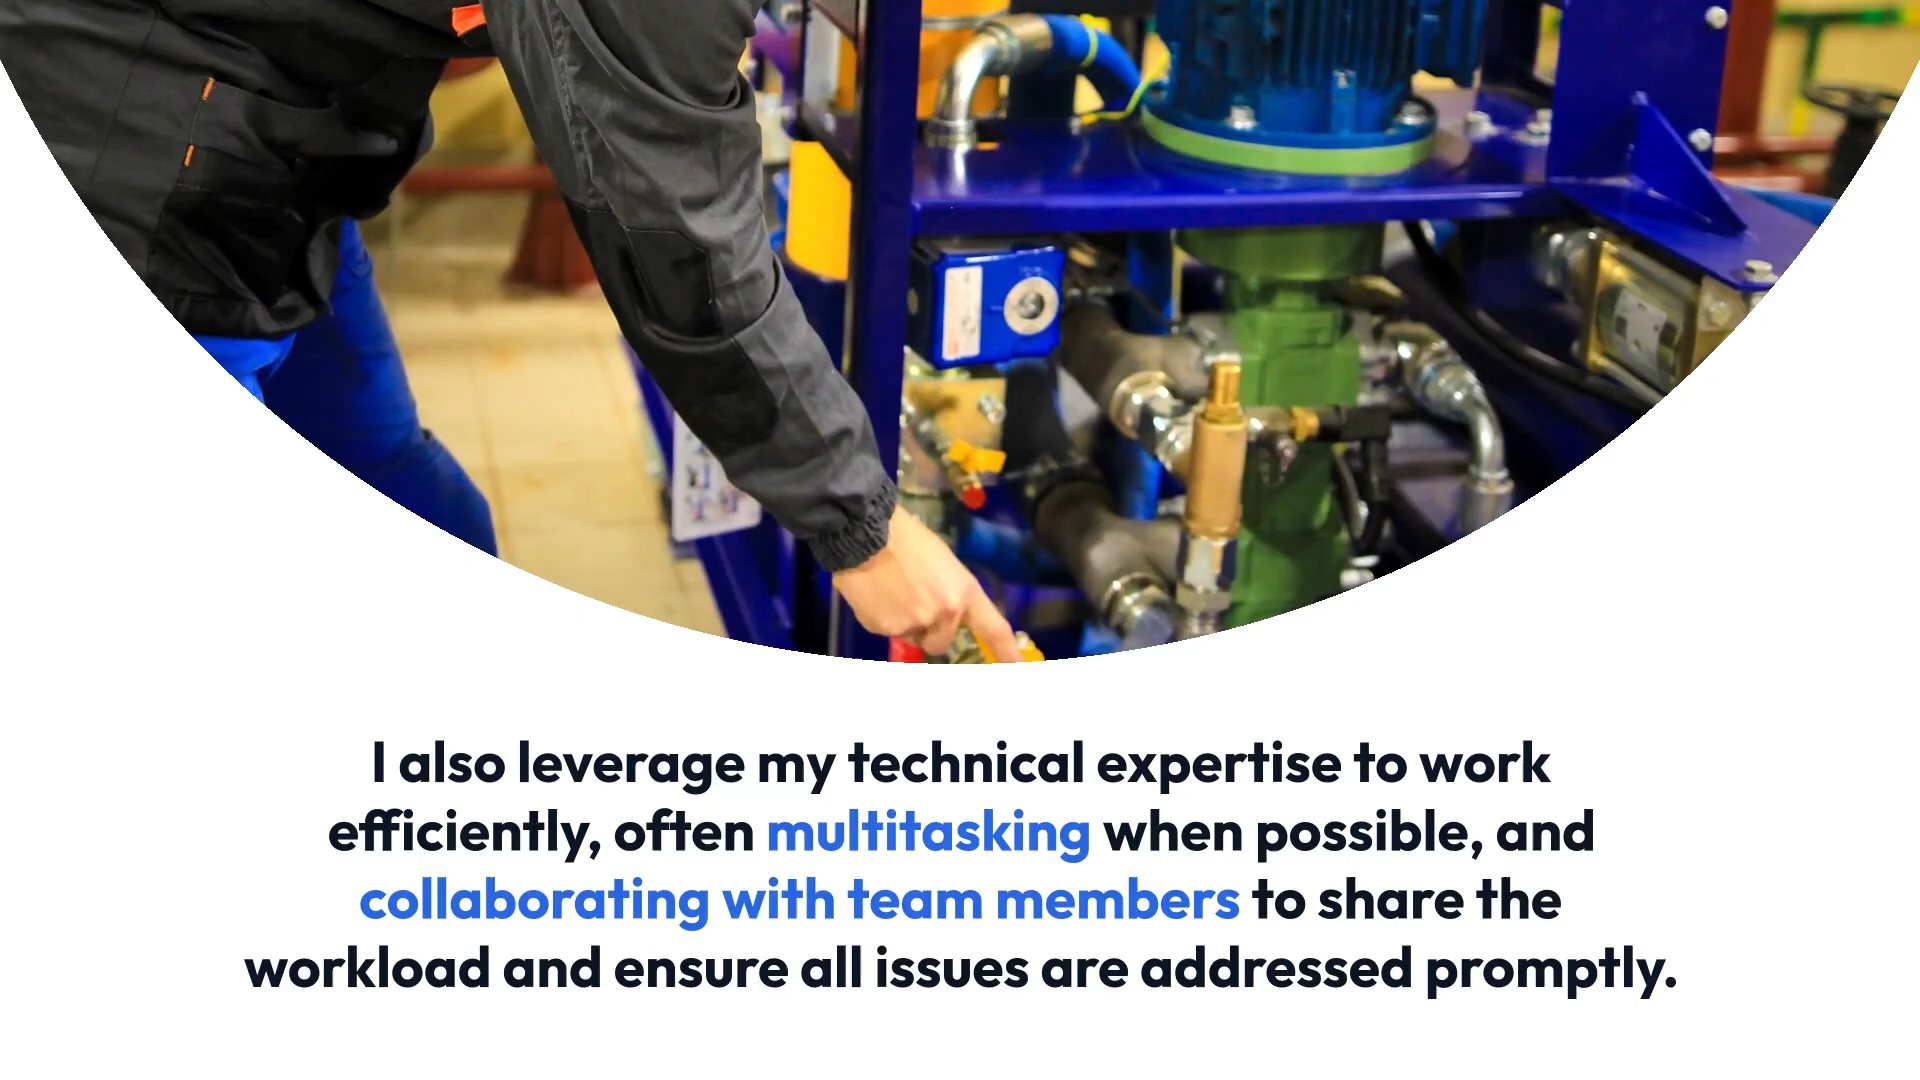 I also leverage my technical expertise to work
efficiently, often multitasking when possible, and
collaborating with team members to share the
workload and ensure all issues are addressed promptly.